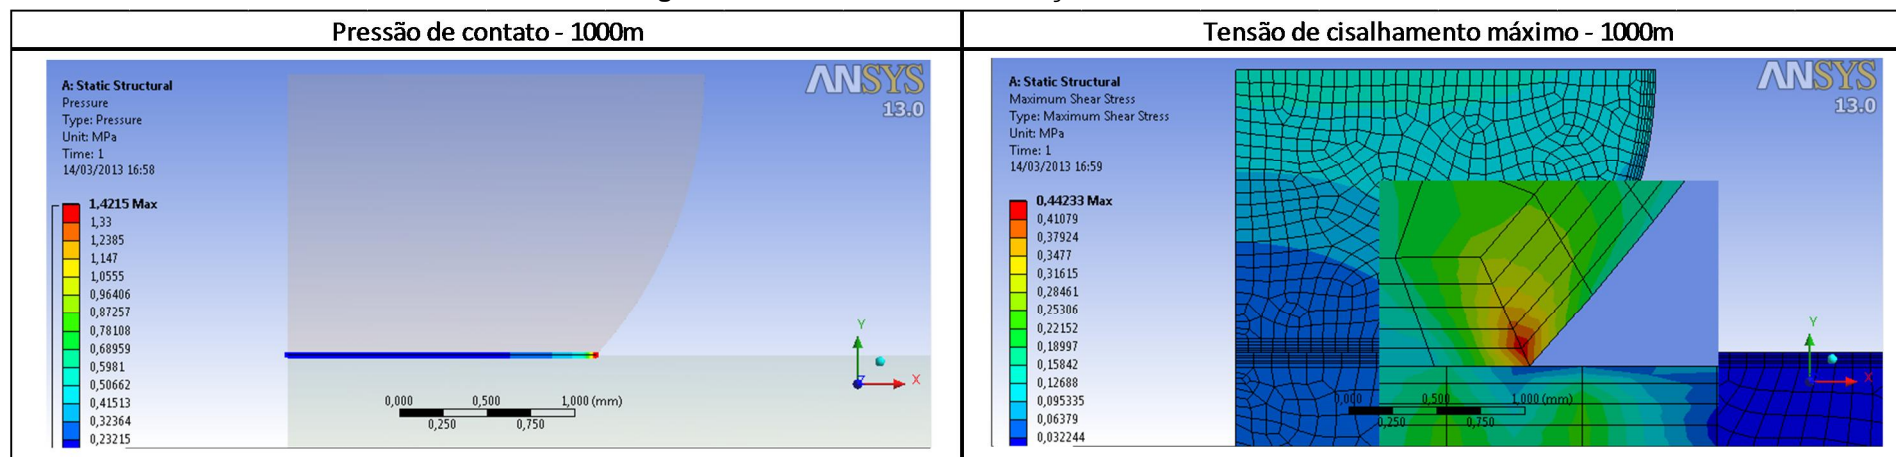 Pressão de contato - 1000m
A: Static Structural
Pressure
Type: Pressure
Unit: MPa
Time: 1
14/03/2013 16:58
1,4215 Max
1,33
1,2385
1,147
1,0555
0,96406
0,87257
0,78108
0,68959
0,5981
0,50662
0,41513
0,32364
0,23215
ANSYS
13.0
Y
Z
X
0,000 0,500 1,000 (mm)
0,250 0,750
Tensão de cisalhamento máximo - 1000m
A: Static Structural
Maximum Shear Stress
Type: Maximum Shear Stress
Unit: MPa
Time: 1
14/03/2013 16:59
0,44233 Max
0,41079
0,37924
0,3477
0,31615
0,28461
0,25306
0,22152
0,18997
0,15842
0,12688
0,095335
0,06379
0,032244
ANSYS
13.0
Y
X
0,000 0,500 1,000 (mm)
0,250 0,750